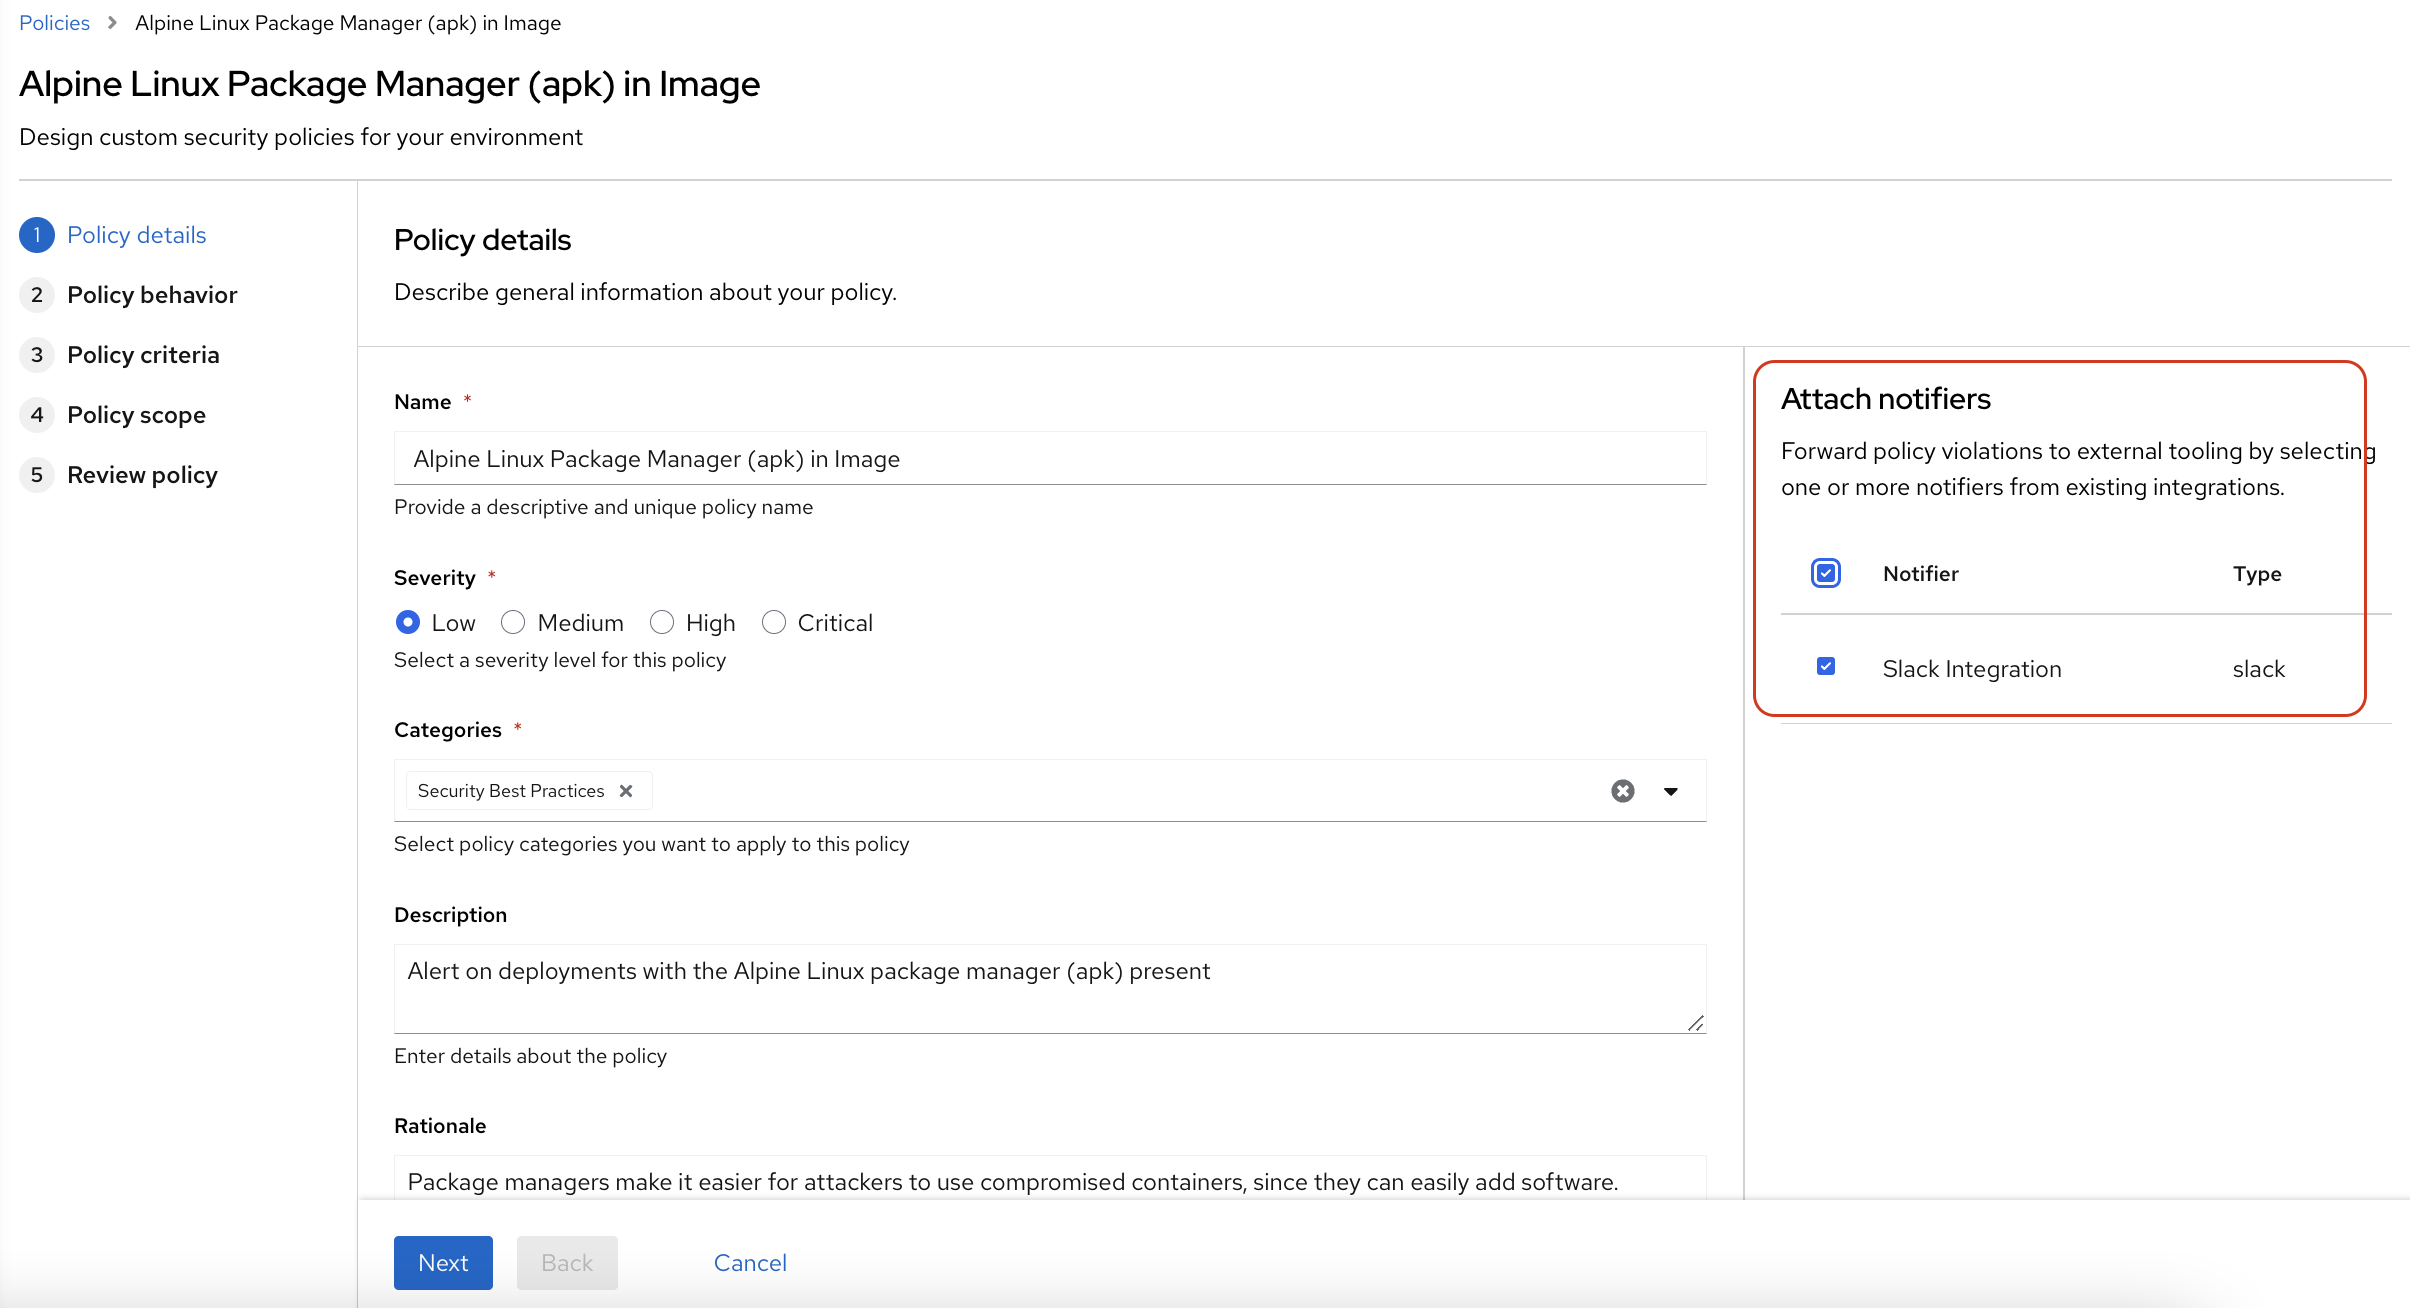 Policies > Alpine Linux Package Manager (apk) in Image
Alpine Linux Package Manager (apk) in Image
Design custom security policies for your environment
1 Policy details
2 Policy behavior
3 Policy criteria
4 Policy scope
5 Review policy
Policy details
Describe general information about your policy.
Name *
Alpine Linux Package Manager (apk) in Image
Provide a descriptive and unique policy name
Severity *
Low Medium High Critical
Select a severity level for this policy
Categories *
Security Best Practices
Select policy categories you want to apply to this policy
Description
Alert on deployments with the Alpine Linux package manager (apk) present
Enter details about the policy
Rationale
Package managers make it easier for attackers to use compromised containers, since they can easily add software.
Attach notifiers
Forward policy violations to external tooling by selecting
one or more notifiers from existing integrations.
Notifier Type
Slack Integration slack
Next Back Cancel